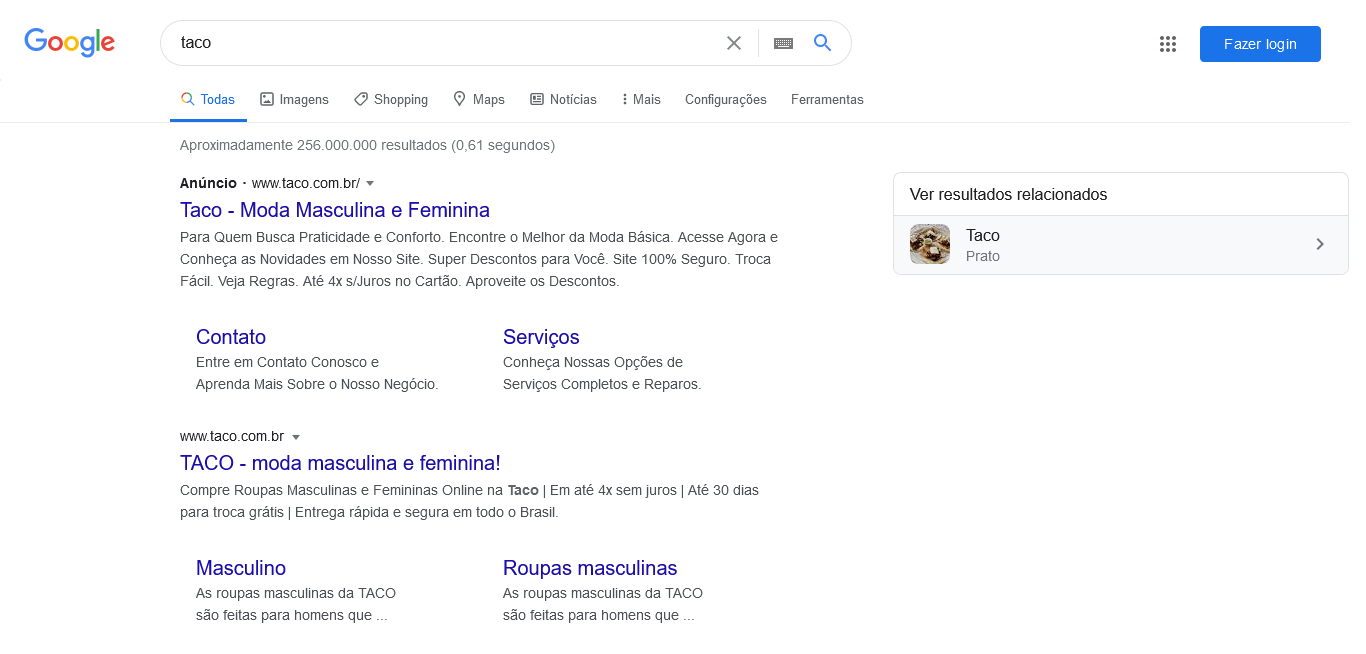 Google
taco
Fazer login
Todas
Imagens
Shopping
Maps
Notícias
Mais
Configurações
Ferramentas
Aproximadamente 256.000.000 resultados (0,61 segundos)
Anúncio · www.taco.com.br/
Taco - Moda Masculina e Feminina
Para Quem Busca Praticidade e Conforto. Encontre o Melhor da Moda Básica. Acesse Agora e
Conheça as Novidades em Nosso Site. Super Descontos para Você. Site 100% Seguro. Troca
Fácil. Veja Regras. Até 4x s/Juros no Cartão. Aproveite os Descontos.
Contato
Entre em Contato Conosco e
Aprenda Mais Sobre o Nosso Negócio.
Serviços
Conheça Nossas Opções de
Serviços Completos e Reparos.
www.taco.com.br
TACO - moda masculina e feminina!
Compre Roupas Masculinas e Femininas Online na Taco | Em até 4x sem juros | Até 30 dias
para troca grátis | Entrega rápida e segura em todo o Brasil.
Masculino
As roupas masculinas da TACO
são feitas para homens que ...
Roupas masculinas
As roupas masculinas da TACO
são feitas para homens que ...
Ver resultados relacionados
Taco
Prato